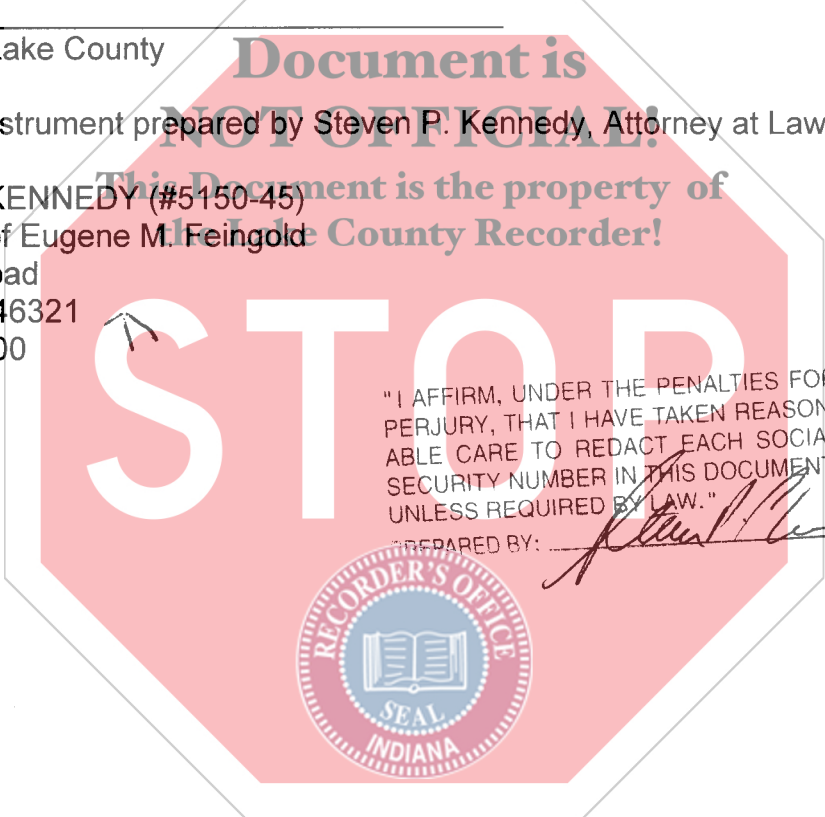 Lake County
Document is
NOT OFFICIAL!
strument prepared by Steven P. Kennedy, Attorney at Law
This Document is the property of
KENNEDY (#5150-45)
the Lake County Recorder!
f Eugene M. Feingold
oad
46321
00
STOP
"I AFFIRM, UNDER THE PENALTIES FO
PERJURY, THAT I HAVE TAKEN REASON
ABLE CARE TO REDACT EACH SOCIA
SECURITY NUMBER IN THIS DOCUMENT
UNLESS REQUIRED BY LAW."
PREPARED BY:
RECORDER'S OFFICE
SEAL
INDIANA